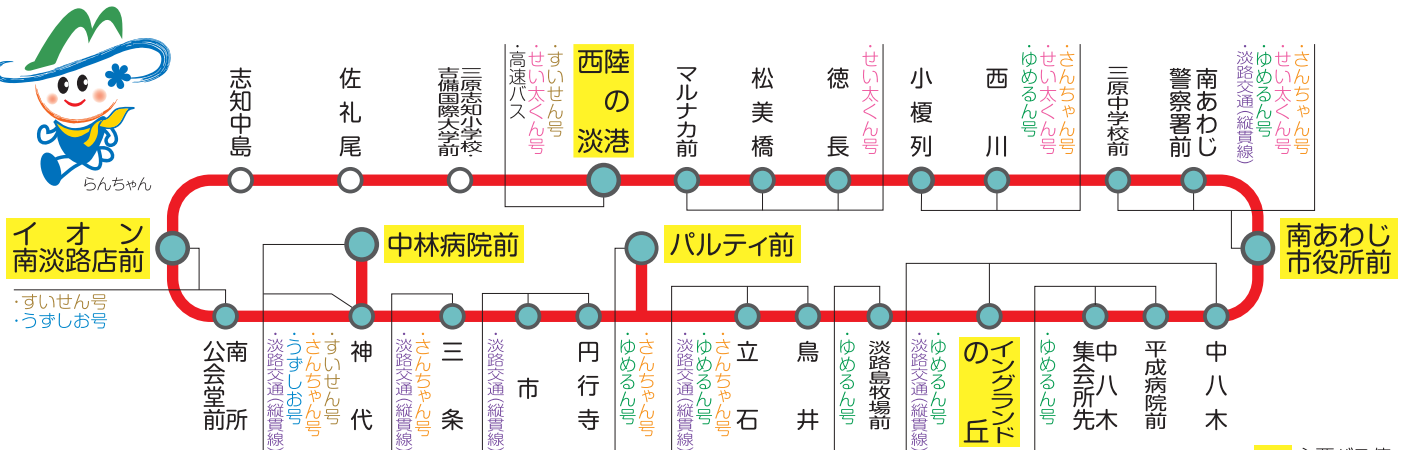 らんちゃん
志知中島
佐礼尾
三原志知小学校・
吉備国際大学前
・高速バス
・せい太くん号
・すいせん号
陸の港
西淡
マルナカ前
松美橋
徳長
・せい太くん号
小榎列
西川
・ゆめるん号
・せい太くん号
・さんちゃん号
三原中学校前
南あわじ
警察署前
・淡路交通(縦貫線)
・ゆめるん号
・せい太くん号
・さんちゃん号
イオン
南淡路店前
中林病院前
パルティ前
南あわじ
市役所前
・すいせん号
・うずしお号
南所
公会堂前
・淡路交通(縦貫線)
・うずしお号
・さんちゃん号
・すいせん号
神代
・淡路交通(縦貫線)
・さんちゃん号
三条
・淡路交通(縦貫線)
市
円行寺
・ゆめるん号
・さんちゃん号
・淡路交通(縦貫線)
・ゆめるん号
・さんちゃん号
立石
鳥井
・ゆめるん号
淡路島牧場前
・淡路交通(縦貫線)
・ゆめるん号
イングランド
の丘
・ゆめるん号
中八木
集会所先
平成病院前
中八木